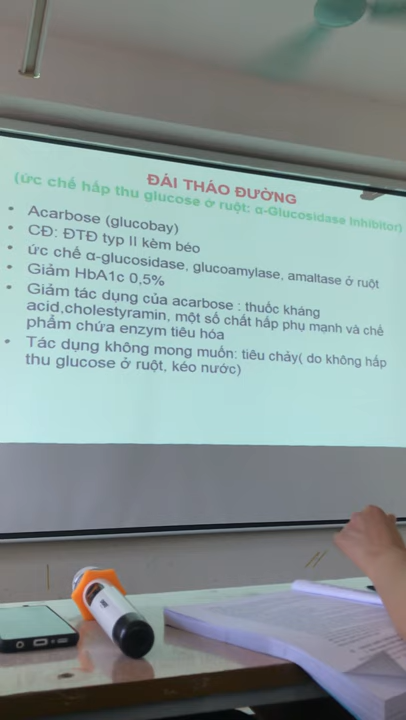 ĐÁI THÁO ĐƯỜNG
(ức chế hấp thu glucose ở ruột: α-Glucosidase Inhibitor)
• Acarbose (glucobay)
• CĐ: ĐTĐ typ II kèm béo
• ức chế α-glucosidase, glucoamylase, amaltase ở ruột
• Giảm HbA1c 0,5%
• Giảm tác dụng của acarbose : thuốc kháng
acid,cholestyramin, một số chất hấp phụ mạnh và chế
phẩm chứa enzym tiêu hóa
• Tác dụng không mong muốn: tiêu chảy( do không hấp
thu glucose ở ruột, kéo nước)